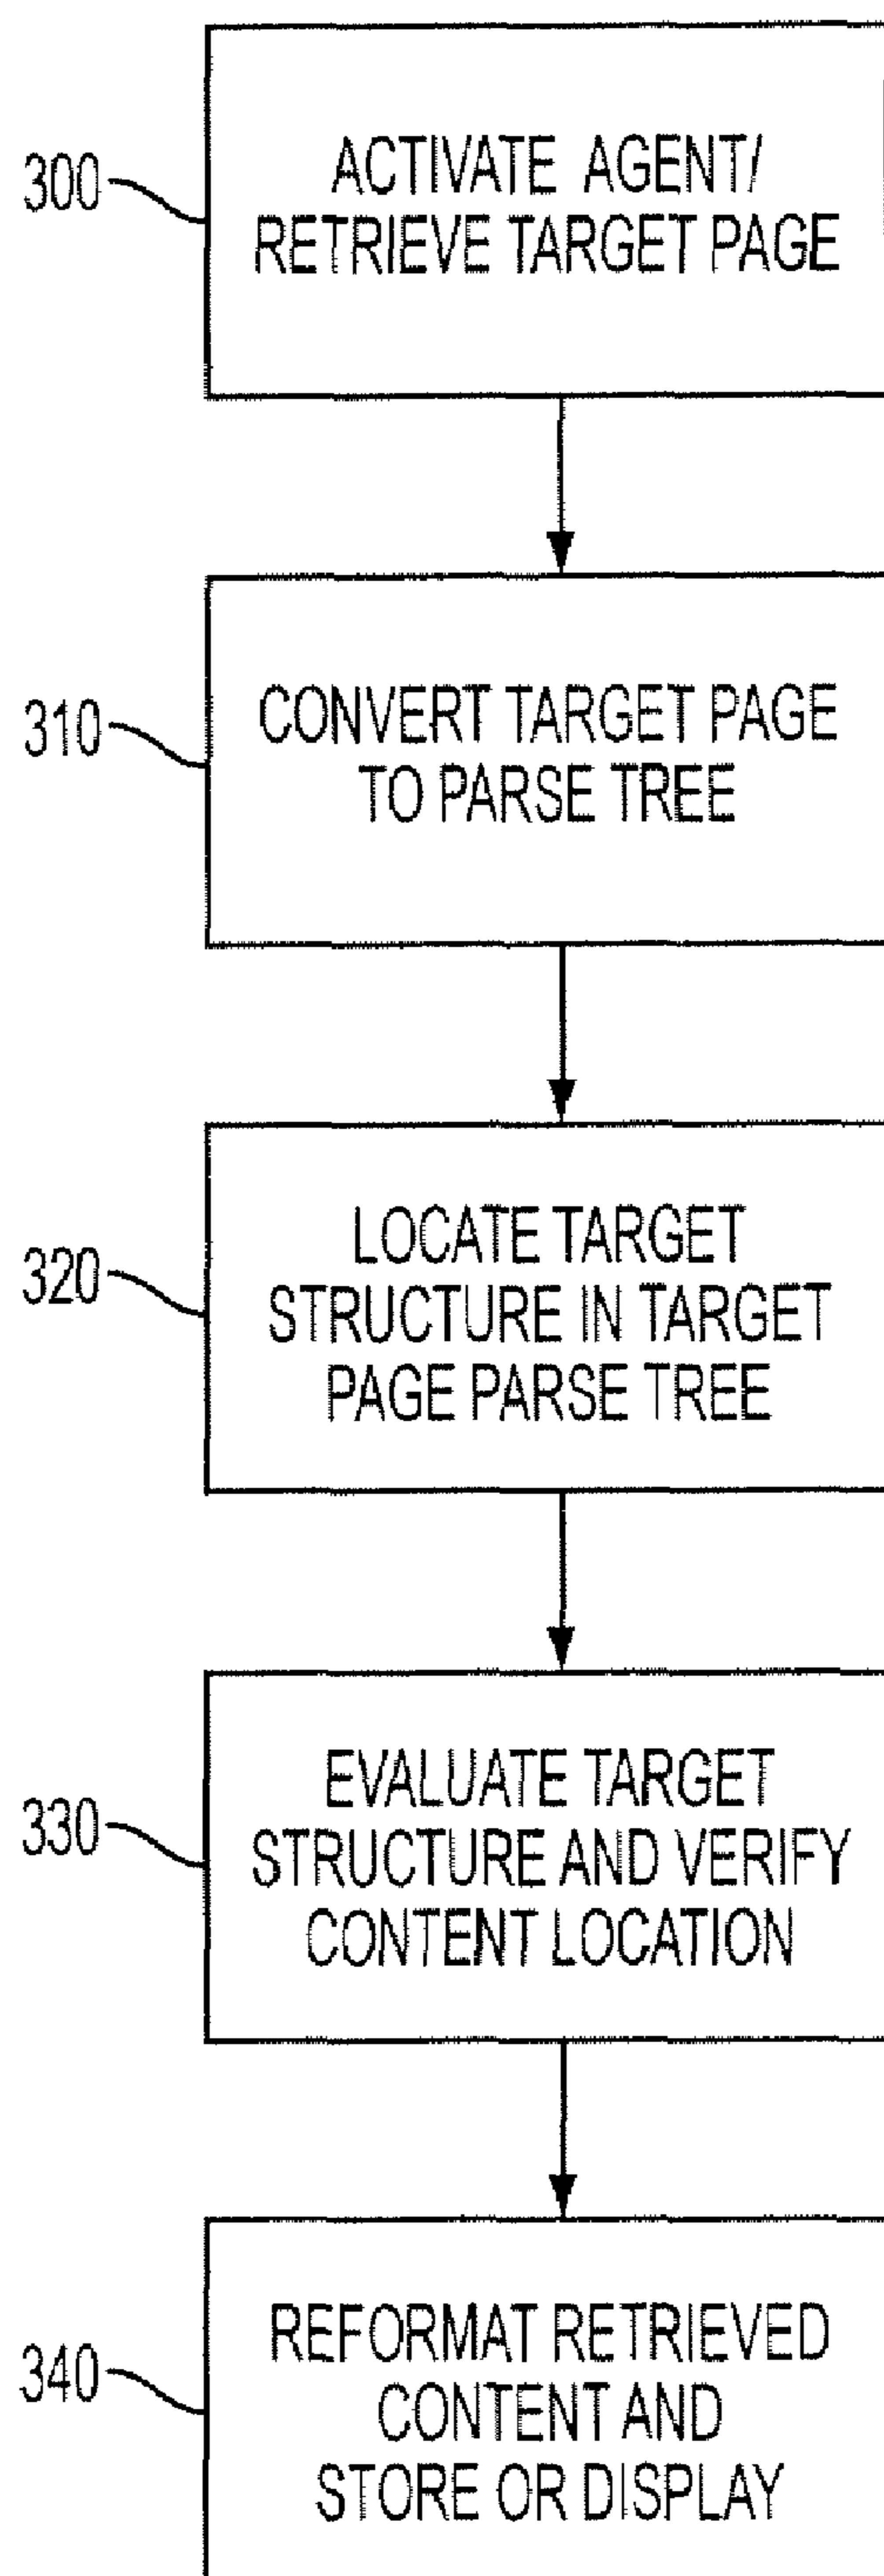 300
ACTIVATE AGENT/
RETRIEVE TARGET PAGE
310
CONVERT TARGET PAGE
TO PARSE TREE
320
LOCATE TARGET
STRUCTURE IN TARGET
PAGE PARSE TREE
330
EVALUATE TARGET
STRUCTURE AND VERIFY
CONTENT LOCATION
340
REFORMAT RETRIEVED
CONTENT AND
STORE OR DISPLAY